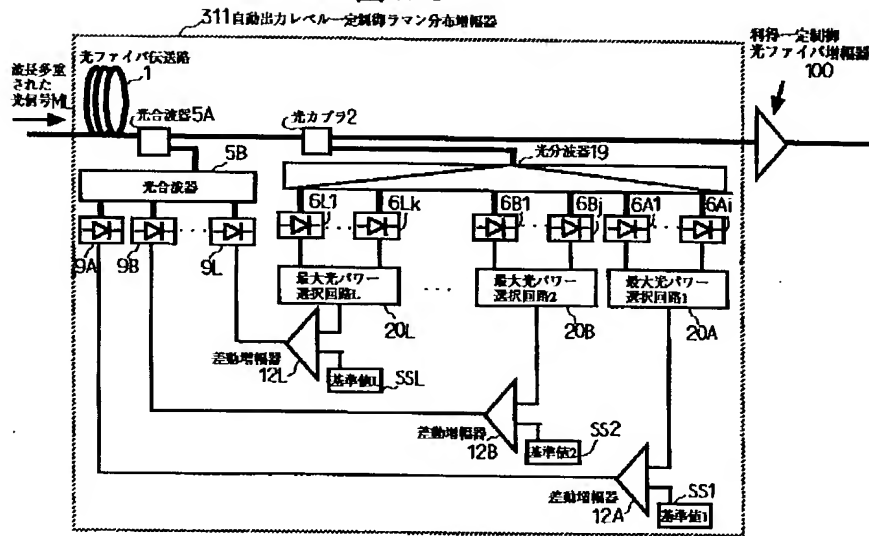 311自動出力レベル一定制御ラマン分布増幅器
利得一定制御
光ファイバ増幅器
100
波長多重
された
光信号ML
光ファイバ伝送路
1
光合波器5A
光カプラ2
光分波器19
5B
光合波器
6L1
6Lk
6B1
6Bj
6A1
6Ai
9A
9B
9L
最大光パワー
選択回路L
最大光パワー
選択回路2
最大光パワー
選択回路1
20L
20B
20A
差動増幅器
12L
基準値L
SSL
差動増幅器
12B
基準値2
SS2
差動増幅器
12A
基準値1
SS1